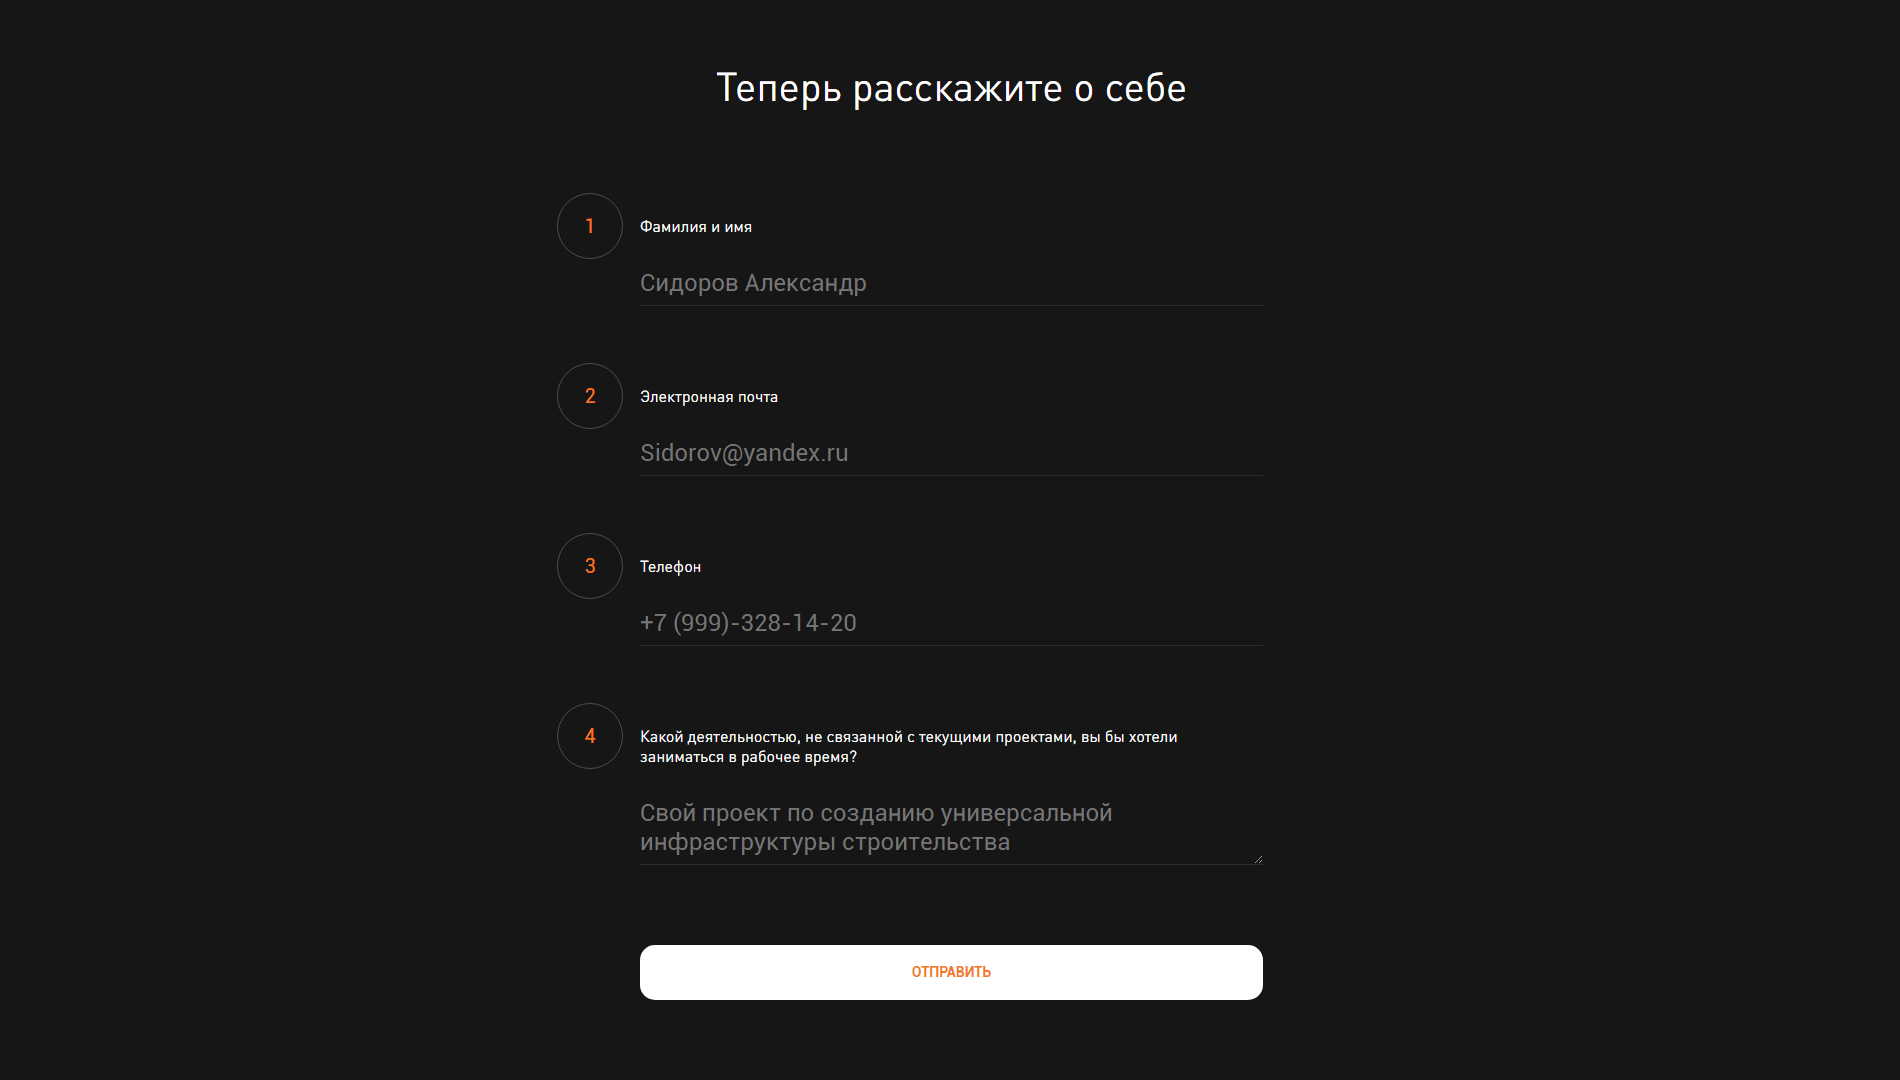 Теперь расскажите о себе
1
Фамилия и имя
Сидоров Александр
2
Электронная почта
Sidorov@yandex.ru
3
Телефон
+7 (999)-328-14-20
4
Какой деятельностью, не связанной с текущими проектами, вы бы хотели
заниматься в рабочее время?
Свой проект по созданию универсальной
инфраструктуры строительства
ОТПРАВИТЬ